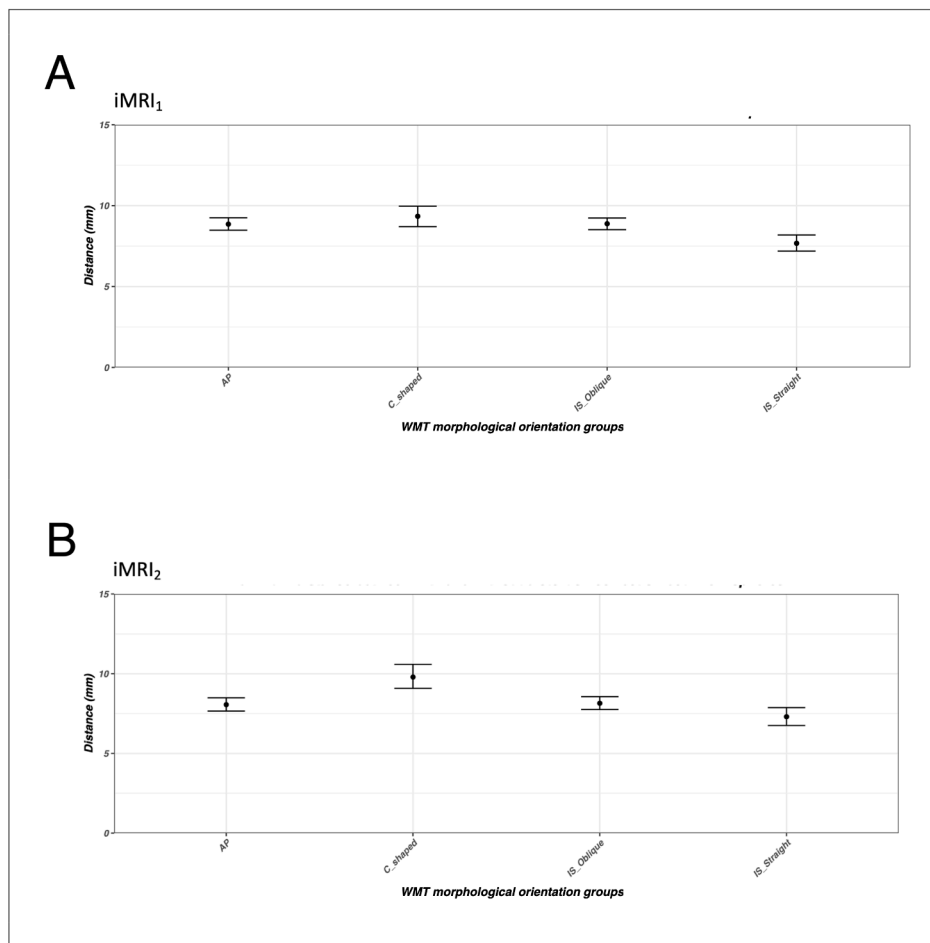 A
iMRI₁
15
10
5
0
Distance (mm)
AP
C_shaped
IS_Oblique
IS_Straight
WMT morphological orientation groups
B
iMRI₂
15
10
5
0
Distance (mm)
AP
C_shaped
IS_Oblique
IS_Straight
WMT morphological orientation groups